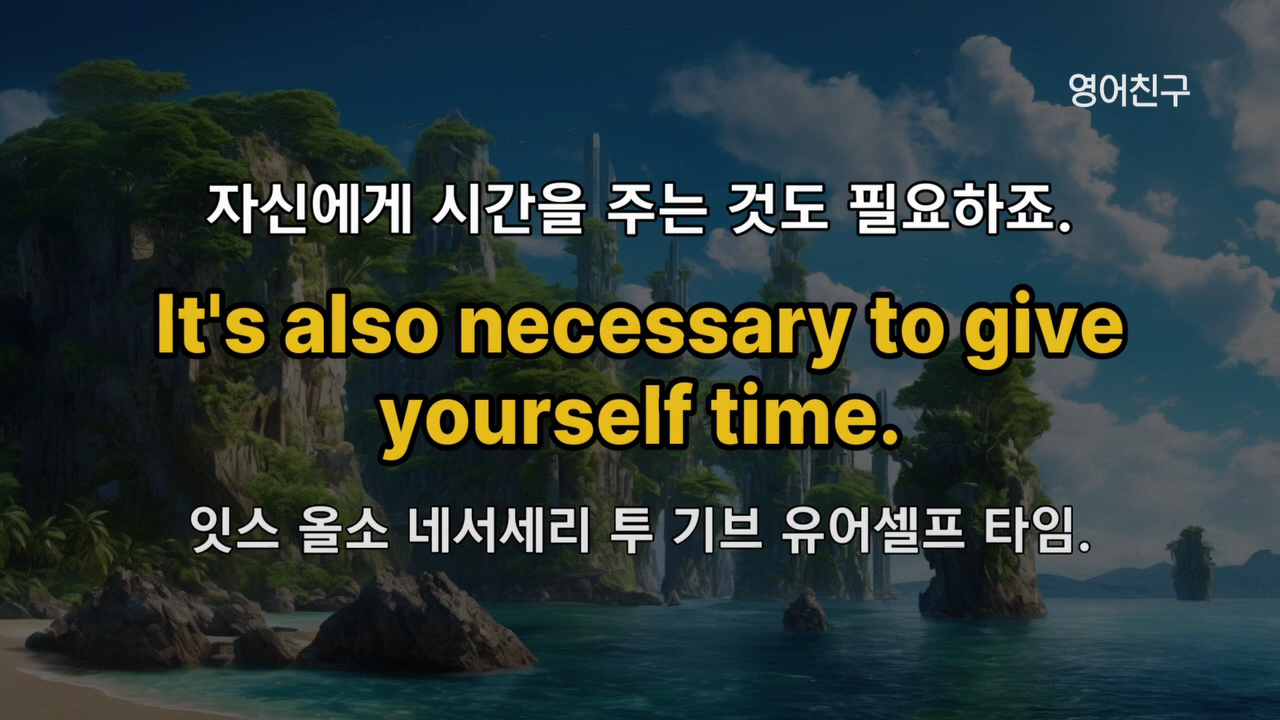 영어친구
자신에게 시간을 주는 것도 필요하죠.
It's also necessary to give
yourself time.
잇스 올소 네서세리 투 기브 유어셀프 타임.